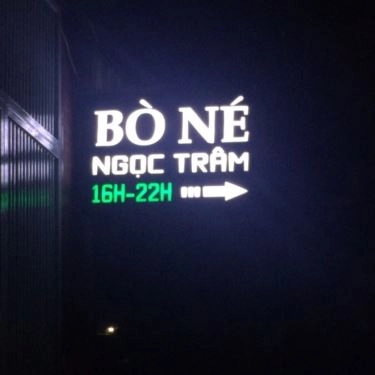 BÒ NÉ
NGỌC TRÂM
16H-22H